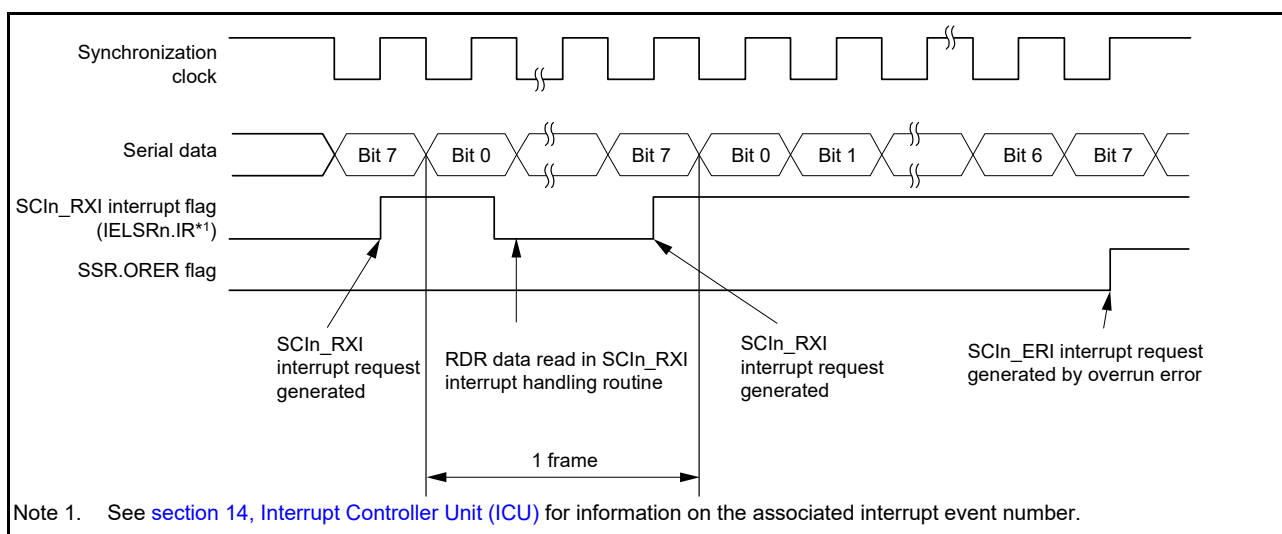 Synchronization
clock
Serial data
Bit 7 Bit 0 Bit 7 Bit 0 Bit 1 Bit 6 Bit 7
SCIn_RXI interrupt flag
(IELSRn.IR*1)
SSR.ORER flag
SCIn_RXI
interrupt request
generated
RDR data read in SCIn_RXI
interrupt handling routine
SCIn_RXI
interrupt request
generated
SCIn_ERI interrupt request
generated by overrun error
1 frame
Note 1. See section 14, Interrupt Controller Unit (ICU) for information on the associated interrupt event number.